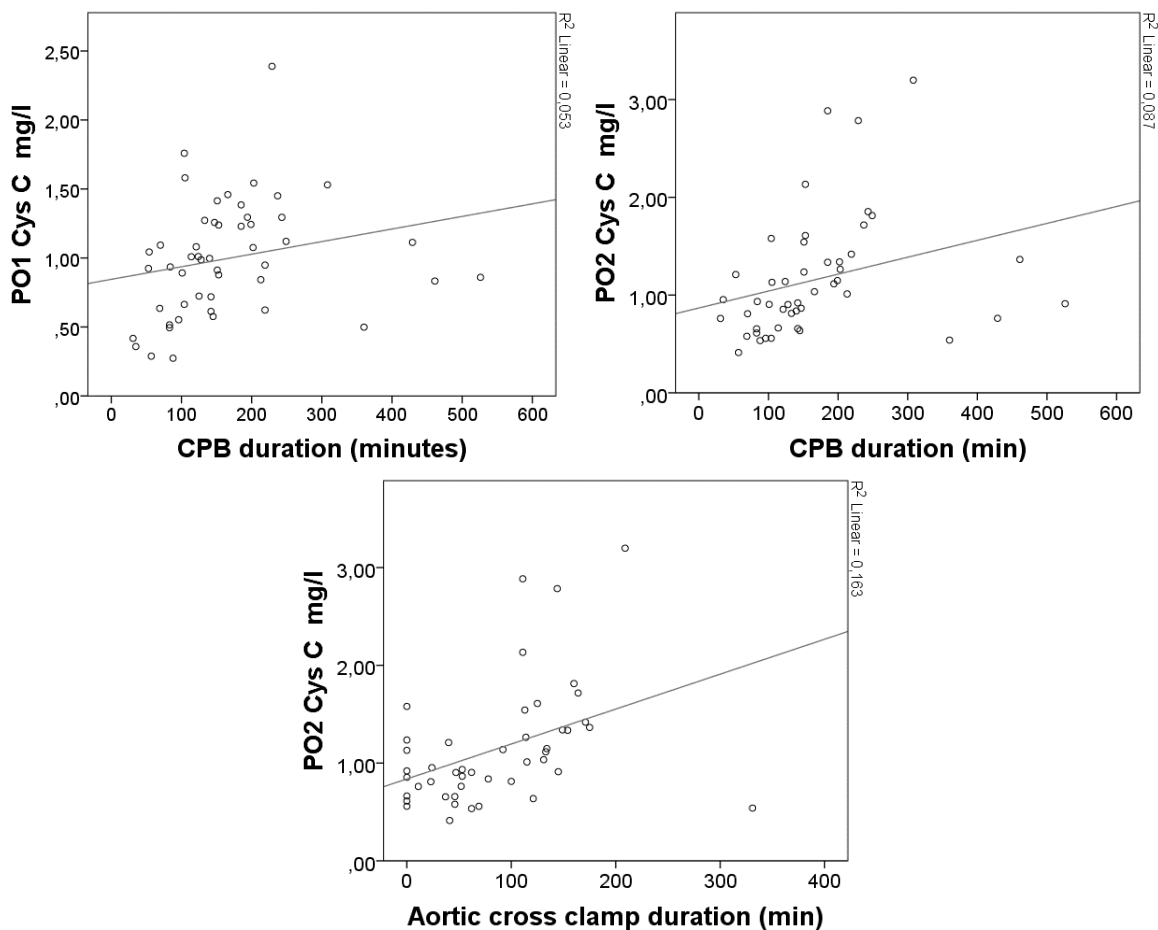 PO1 Cys C mg/l
2,50
2,00
1,50
1,00
,50
,00
0 100 200 300 400 500 600
CPB duration (minutes)
R² Linear = 0,053
PO2 Cys C mg/l
3,00
2,00
1,00
,00
0 100 200 300 400 500 600
CPB duration (min)
R² Linear = 0,087
PO2 Cys C mg/l
3,00
2,00
1,00
,00
0 100 200 300 400
Aortic cross clamp duration (min)
R² Linear = 0,163